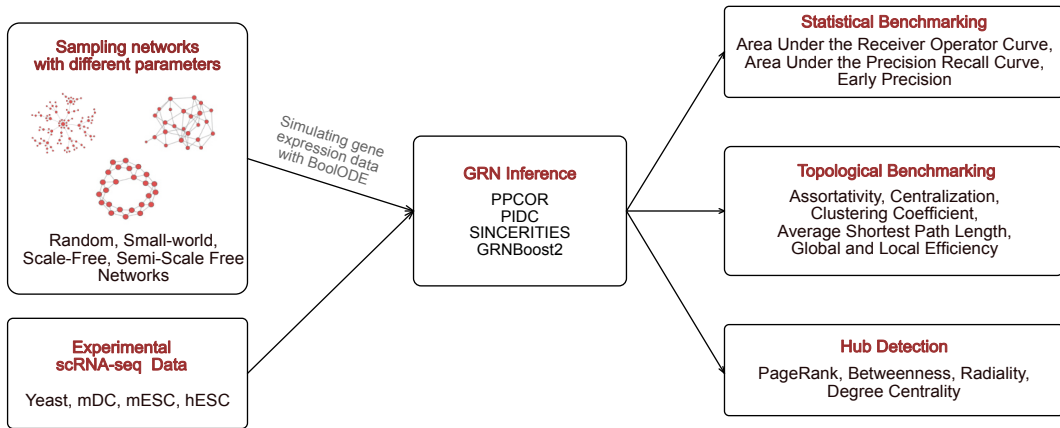 Sampling networks
with different parameters
Random, Small-world,
Scale-Free, Semi-Scale Free
Networks
Experimental
scRNA-seq Data
Yeast, mDC, mESC, hESC
Simulating gene
expression data
with BoolODE
GRN Inference
PPCOR
PIDC
SINCERITIES
GRNBoost2
Statistical Benchmarking
Area Under the Receiver Operator Curve,
Area Under the Precision Recall Curve,
Early Precision
Topological Benchmarking
Assortativity, Centralization,
Clustering Coefficient,
Average Shortest Path Length,
Global and Local Efficiency
Hub Detection
PageRank, Betweenness, Radiality,
Degree Centrality